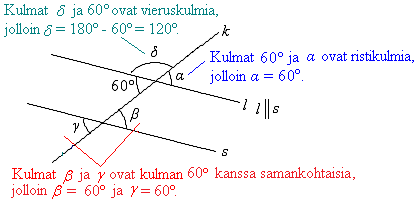 Kulmat δ ja 60° ovat vieruskulmia,
jolloin δ = 180° - 60° = 120°.
k
δ
Kulmat 60° ja α ovat ristikulmia,
jolloin α = 60°.
60°
α
l
l ∥ s
γ
β
s
Kulmat β ja γ ovat kulman 60° kanssa samankohtaisia,
jolloin β = 60° ja γ = 60°.